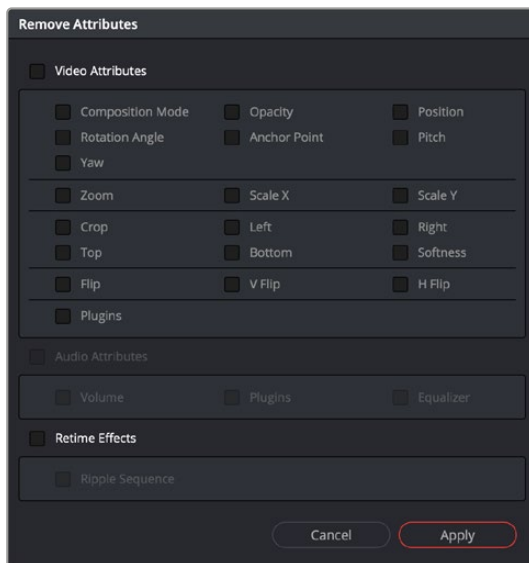 Remove Attributes
Video Attributes
Composition Mode Opacity Position
Rotation Angle Anchor Point Pitch
Yaw
Zoom Scale X Scale Y
Crop Left Right
Top Bottom Softness
Flip V Flip H Flip
Plugins
Audio Attributes
Volume Plugins Equalizer
Retime Effects
Ripple Sequence
Cancel Apply